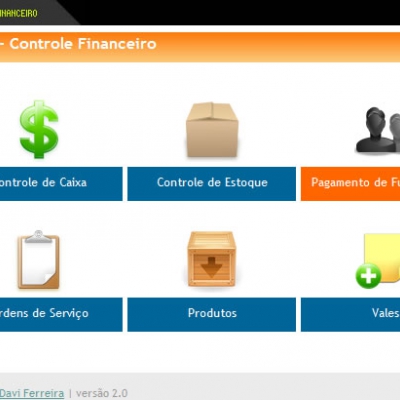 NANCEIRO
- Controle Financeiro
ontrole de Caixa
Controle de Estoque
Pagamento de Fu
rdens de Serviço
Produtos
Vales
Davi Ferreira | versão 2.0